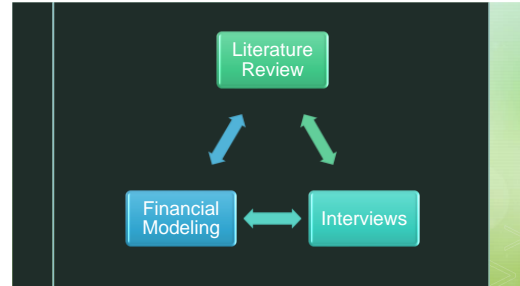 Literature
Review
Financial
Modeling
Interviews